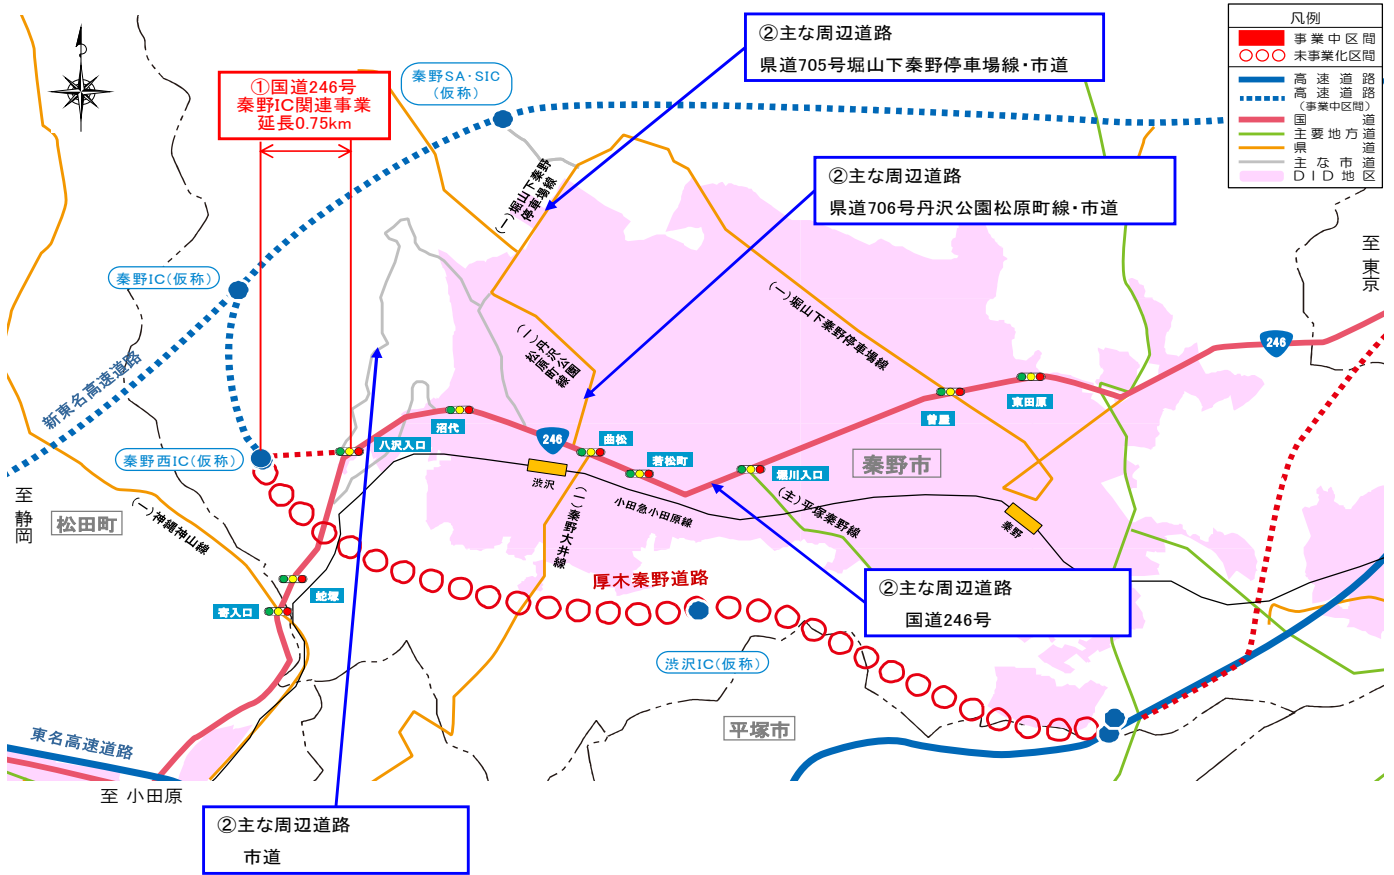 凡例
事業中区間
未事業化区間
高速道路
高速道路
(事業中区間)
国道
主要地方道
県道
主な市道
DID地区
②主な周辺道路
県道705号堀山下秦野停車場線・市道
秦野SA・SIC
(仮称)
①国道246号
秦野IC関連事業
延長0.75km
②主な周辺道路
県道706号丹沢公園松原町線・市道
(一)堀山下秦野
停車場線
至 東京
秦野IC(仮称)
(一)堀山下秦野停車場線
(一)丹沢公園
松原町線
新東名高速道路
246
東田原
曽屋
沼代
八沢入口
246
曲松
若松町
堀川入口
秦野市
秦野西IC(仮称)
渋沢
小田急小田原線
(主)平塚秦野線
秦野
至 静岡
松田町
(一)神縄神山線
(一)秦野大井線
厚木秦野道路
②主な周辺道路
国道246号
蛇塚
寄入口
渋沢IC(仮称)
平塚市
東名高速道路
至 小田原
②主な周辺道路
市道